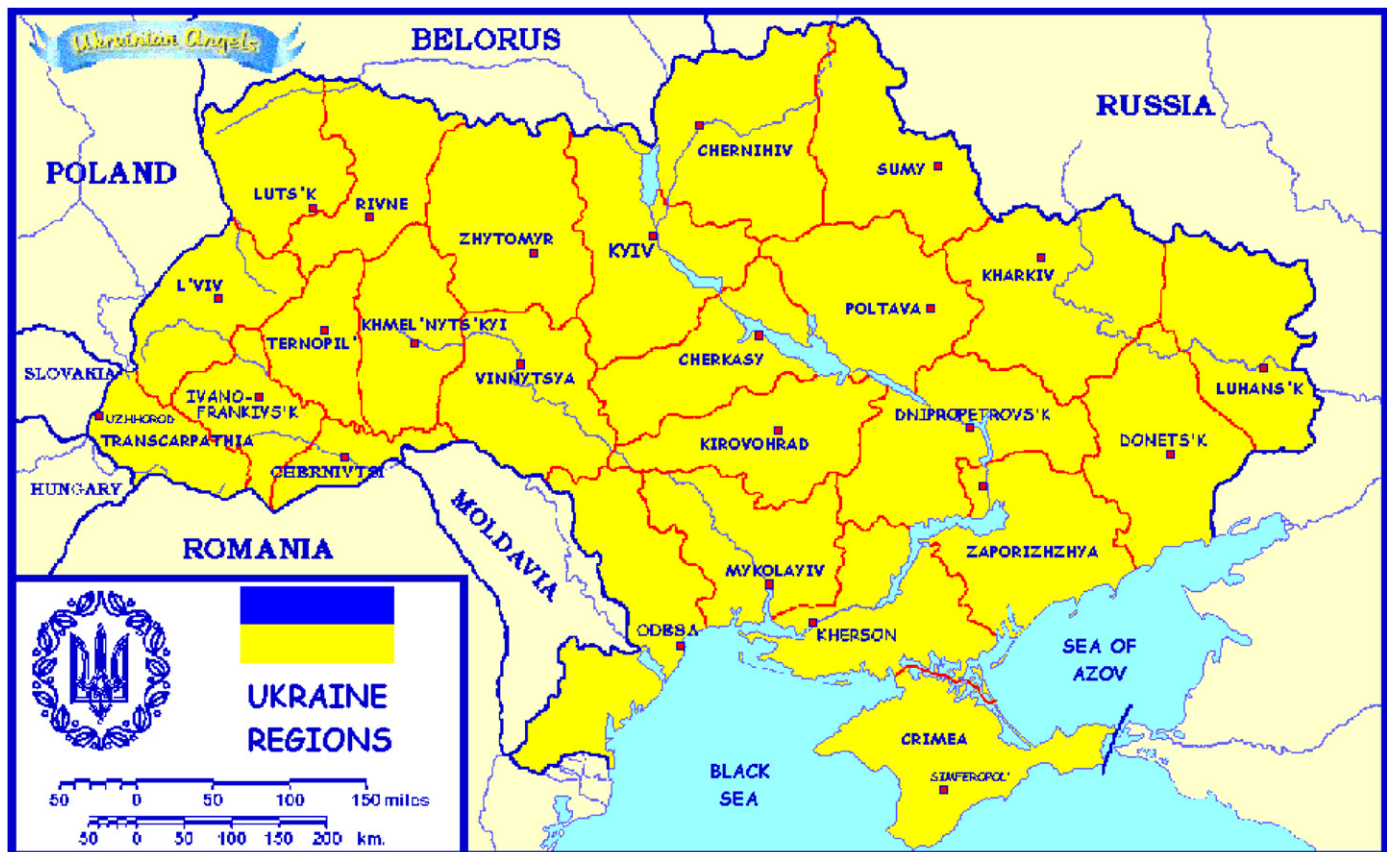 Ukrainian Angels
BELORUS
RUSSIA
POLAND
CHERNIHIV
SUMY
LUTS'K
RIVNE
ZHYTOMYR
KYIV
KHARKIV
L'VIV
POLTAVA
KHMEL'NYTS'KYI
TERNOPIL'
CHERKASY
VINNYTSYA
SLOVAKIA
LUHANS'K
IVANO-
FRANKIVS'K
UZHHOROD
TRANSCARPATHIA
DNIPROPETROVS'K
KIROVOHRAD
DONETS'K
CHERNIVTSI
HUNGARY
MOLDAVIA
ROMANIA
ZAPORIZHZHYA
MYKOLAYIV
ODESA
KHERSON
SEA OF
AZOV
UKRAINE
REGIONS
CRIMEA
SIMFEROPOL'
BLACK
SEA
50 0 50 100 150 miles
50 0 50 100 150 200 km.